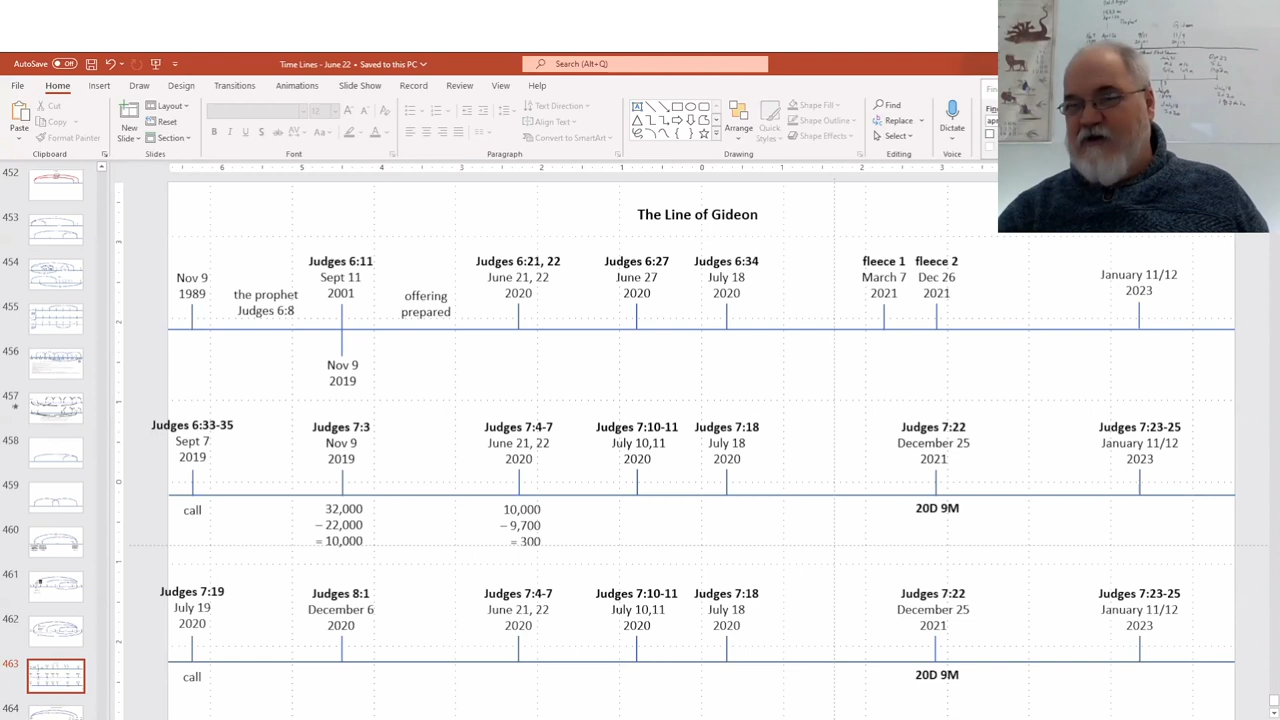 AutoSave Off Time Lines - June 22 • Saved to this PC Search (Alt+Q)
File Home Insert Draw Design Transitions Animations Slide Show Record Review View Help
Paste Cut Copy Format Painter
New Slide Layout Reset Section
Text Direction Align Text Convert to SmartArt
Arrange Quick Styles Shape Fill Shape Outline Shape Effects
Find Replace Select
Dictate
Clipboard Slides Font Paragraph Drawing Editing Voice
452
453
454
455
456
457
458
459
460
461
462
463
464
The Line of Gideon
Nov 9
1989
the prophet
Judges 6:8
Judges 6:11
Sept 11
2001
offering
prepared
Judges 6:21, 22
June 21, 22
2020
Judges 6:27
June 27
2020
Judges 6:34
July 18
2020
fleece 1
March 7
2021
fleece 2
Dec 26
2021
January 11/12
2023
Nov 9
2019
Judges 6:33-35
Sept 7
2019
call
Judges 7:3
Nov 9
2019
32,000
– 22,000
= 10,000
Judges 7:4-7
June 21, 22
2020
10,000
– 9,700
= 300
Judges 7:10-11
July 10,11
2020
Judges 7:18
July 18
2020
Judges 7:22
December 25
2021
20D 9M
Judges 7:23-25
January 11/12
2023
Judges 7:19
July 19
2020
call
Judges 8:1
December 6
2020
Judges 7:4-7
June 21, 22
2020
Judges 7:10-11
July 10,11
2020
Judges 7:18
July 18
2020
Judges 7:22
December 25
2021
20D 9M
Judges 7:23-25
January 11/12
2023